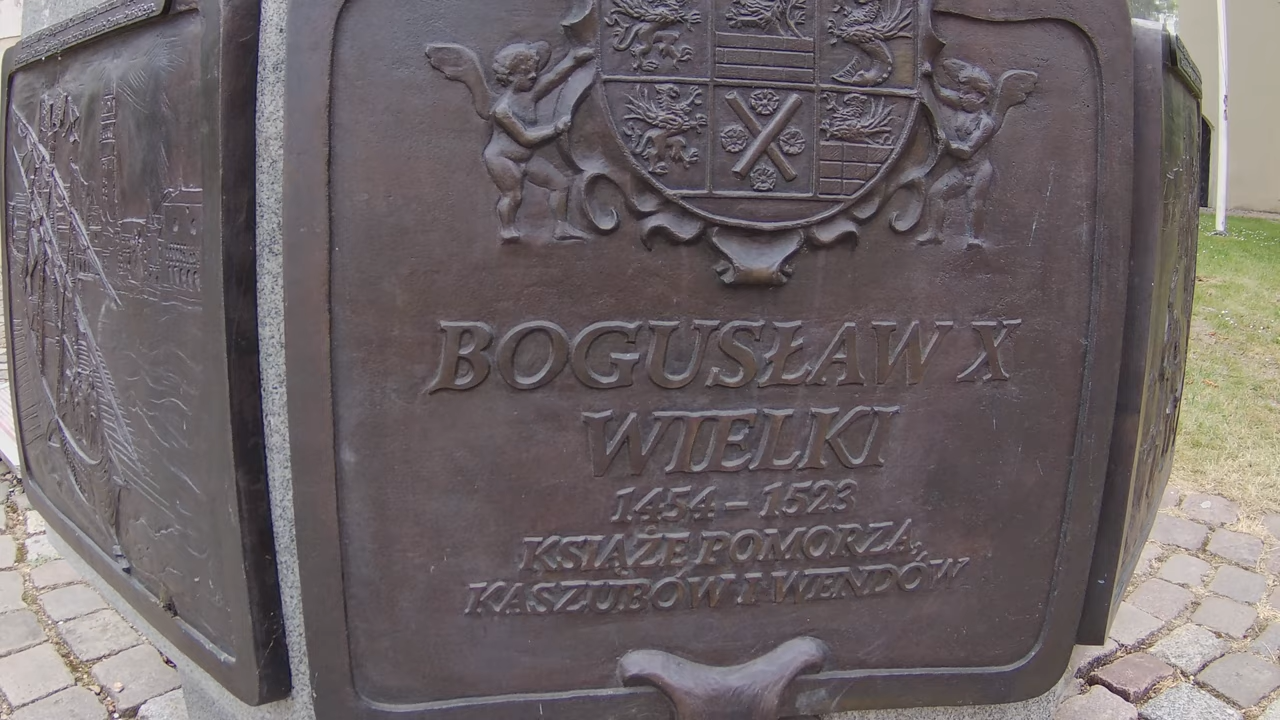 BOGUSŁAW X
WIELKI
1454 – 1523
KSIĄŻĘ POMORZA,
KASZUBÓW I WENDÓW